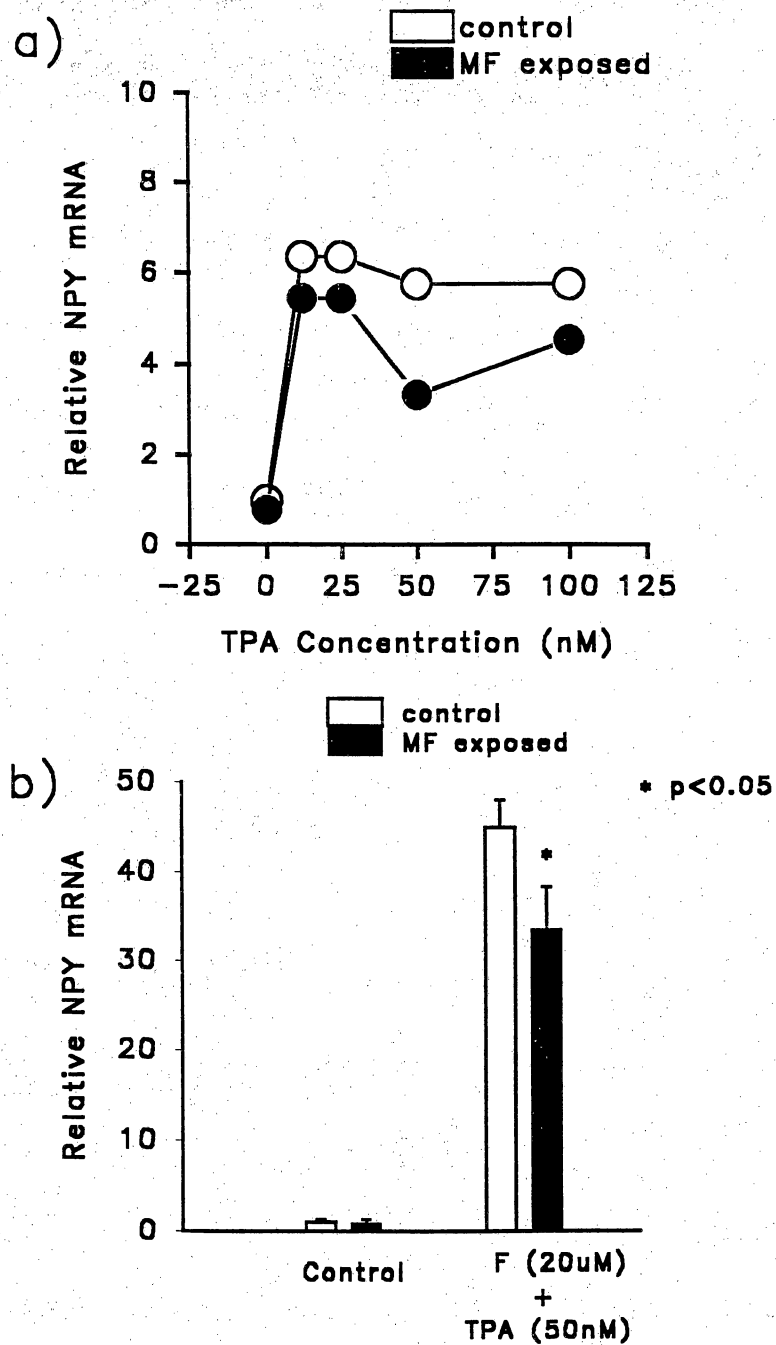 a)
control
MF exposed
10
8
6
4
2
0
Relative NPY mRNA
-25 0 25 50 75 100 125
TPA Concentration (nM)
control
MF exposed
b)
* p<0.05
50
40
30
20
10
0
Relative NPY mRNA
*
Control
F (20uM)
+
TPA (50nM)